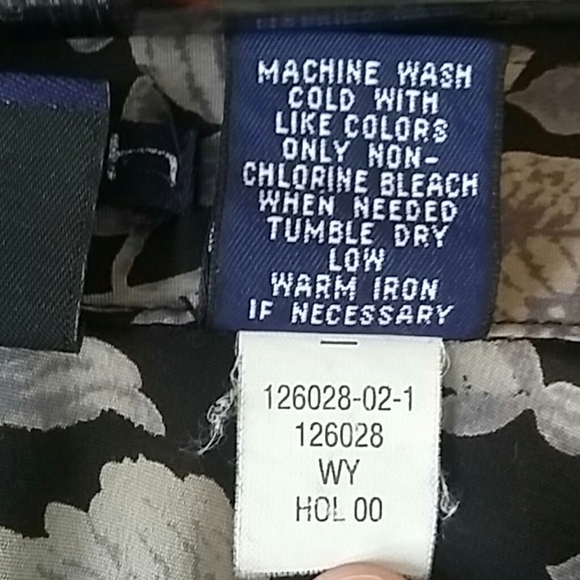 MACHINE WASH
COLD WITH
LIKE COLORS
ONLY NON-
CHLORINE BLEACH
WHEN NEEDED
TUMBLE DRY
LOW
WARM IRON
IF NECESSARY
126028-02-1
126028
WY
HOL 00